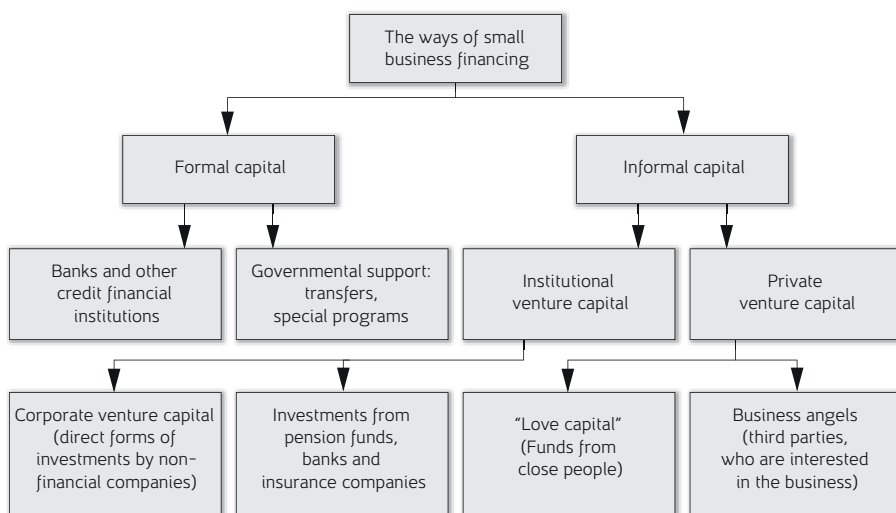 The ways of small
business financing
Formal capital
Informal capital
Banks and other
credit financial
institutions
Governmental support:
transfers,
special programs
Institutional
venture capital
Private
venture capital
Corporate venture capital
(direct forms of
investments by non-
financial companies)
Investments from
pension funds,
banks and
insurance companies
“Love capital”
(Funds from
close people)
Business angels
(third parties,
who are interested
in the business)